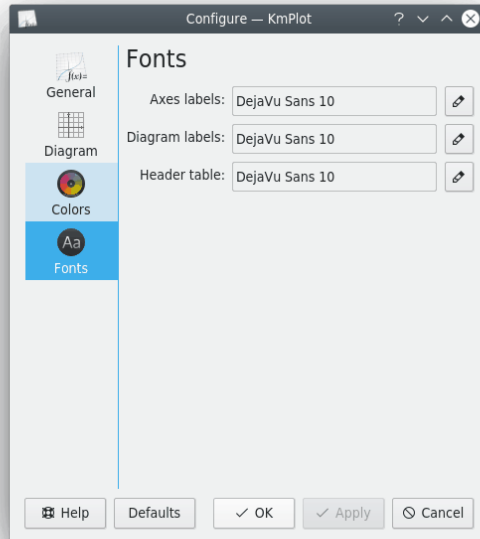 Configure — KmPlot
f(x)=
General
Diagram
Colors
Aa
Fonts
Fonts
Axes labels: DejaVu Sans 10
Diagram labels: DejaVu Sans 10
Header table: DejaVu Sans 10
Help Defaults OK Apply Cancel